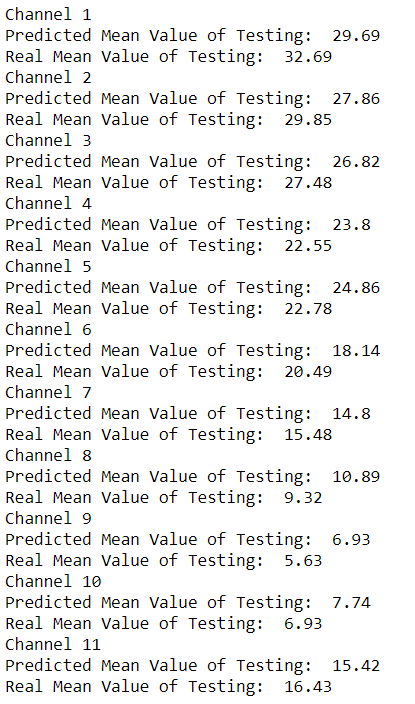 Channel 1
Predicted Mean Value of Testing:  29.69
Real Mean Value of Testing:  32.69
Channel 2
Predicted Mean Value of Testing:  27.86
Real Mean Value of Testing:  29.85
Channel 3
Predicted Mean Value of Testing:  26.82
Real Mean Value of Testing:  27.48
Channel 4
Predicted Mean Value of Testing:  23.8
Real Mean Value of Testing:  22.55
Channel 5
Predicted Mean Value of Testing:  24.86
Real Mean Value of Testing:  22.78
Channel 6
Predicted Mean Value of Testing:  18.14
Real Mean Value of Testing:  20.49
Channel 7
Predicted Mean Value of Testing:  14.8
Real Mean Value of Testing:  15.48
Channel 8
Predicted Mean Value of Testing:  10.89
Real Mean Value of Testing:  9.32
Channel 9
Predicted Mean Value of Testing:  6.93
Real Mean Value of Testing:  5.63
Channel 10
Predicted Mean Value of Testing:  7.74
Real Mean Value of Testing:  6.93
Channel 11
Predicted Mean Value of Testing:  15.42
Real Mean Value of Testing:  16.43